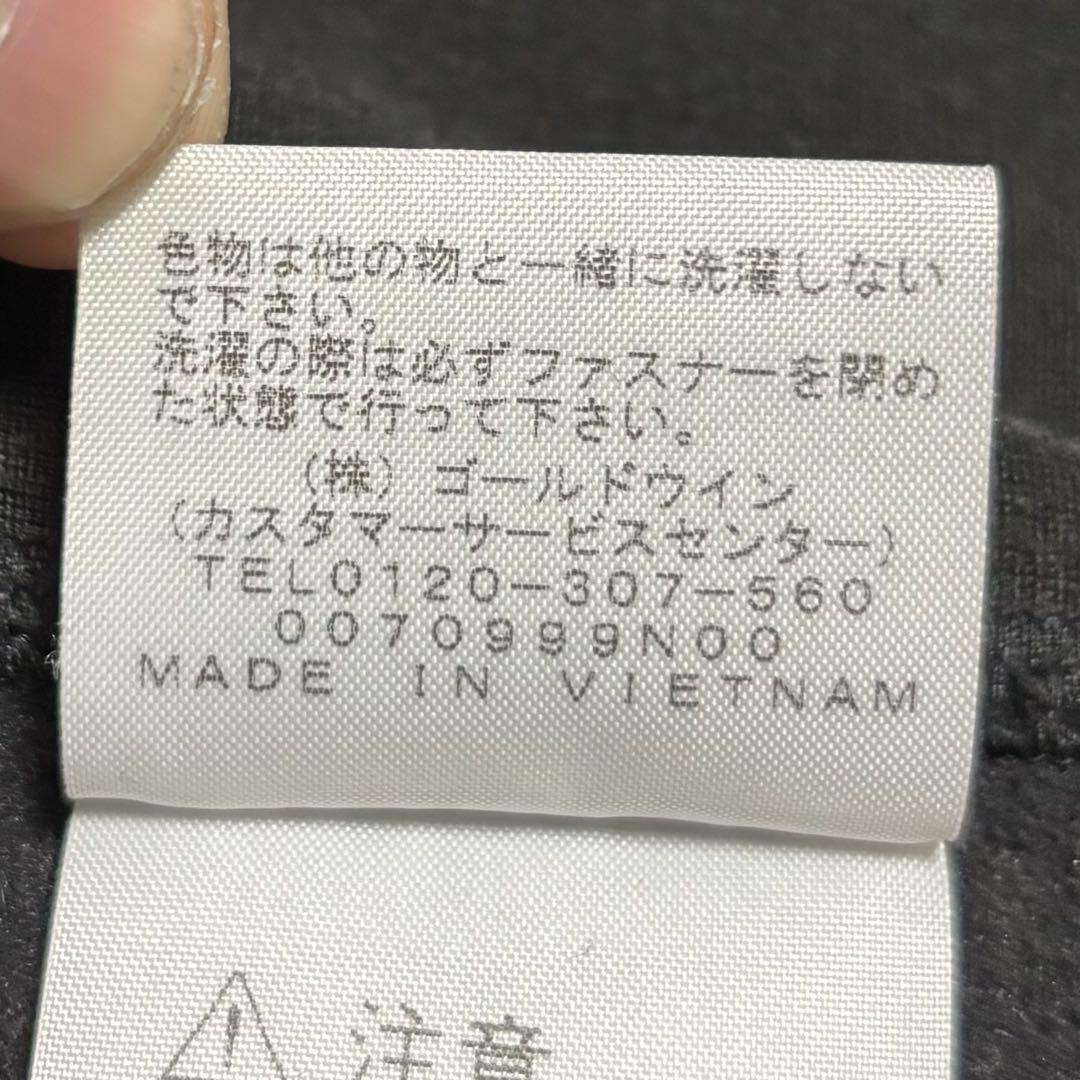 色物は他の物と一緒に洗濯しない
で下さい。
洗濯の際は必ずファスナーを閉め
た状態で行って下さい。
(株) ゴールドウイン
(カスタマーサービスセンター)
TEL0120-307-560
0070999N00
MADE IN VIETNAM
注意